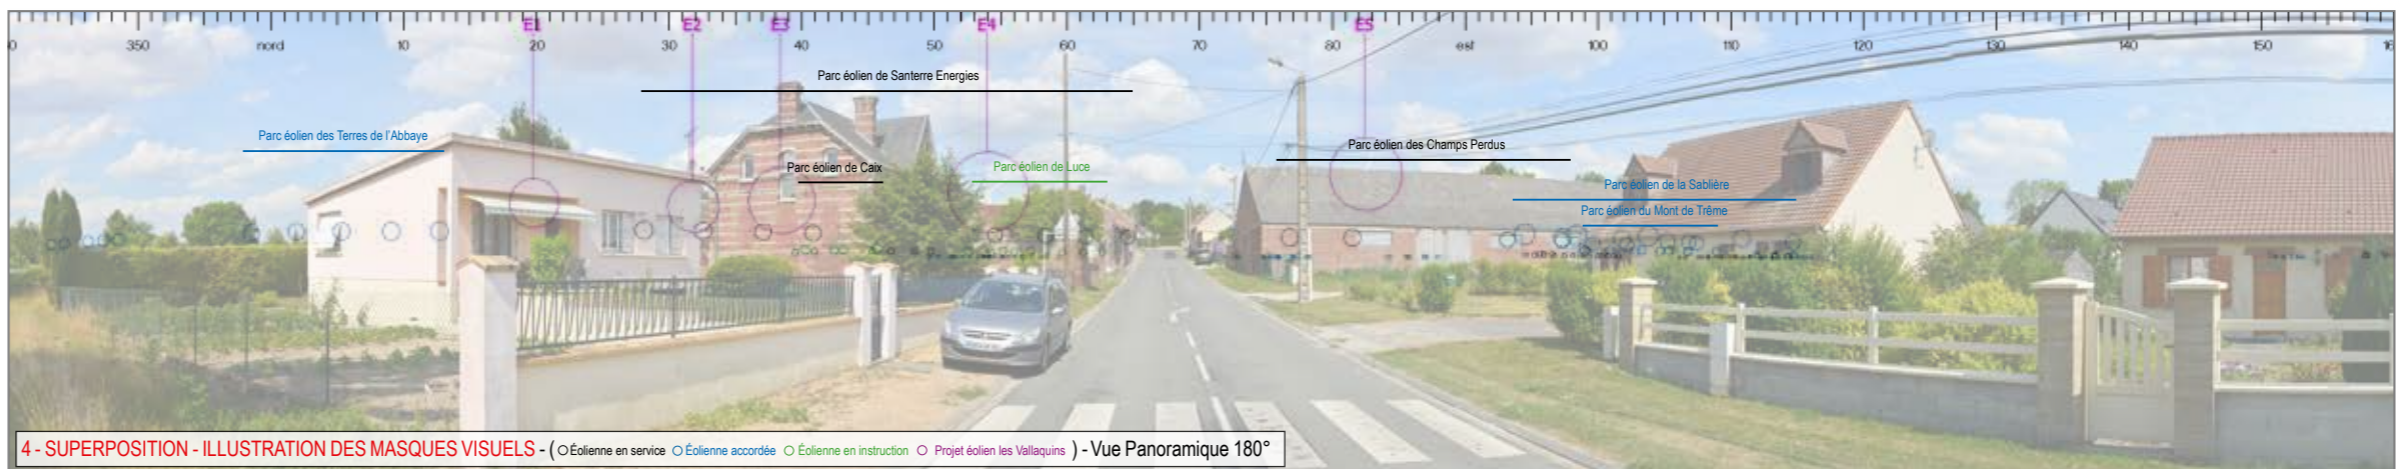 E1 E2 E3 E4 E5
350 nord 10 20 30 40 50 60 70 80 est 100 110 120 130 140 150
Parc éolien de Santerre Energies
Parc éolien des Terres de l'Abbaye
Parc éolien des Champs Perdus
Parc éolien de Caix
Parc éolien de Luce
Parc éolien de la Sablière
Parc éolien du Mont de Trême
4 - SUPERPOSITION - ILLUSTRATION DES MASQUES VISUELS - ( Éolienne en service Éolienne accordée Éolienne en instruction Projet éolien les Vallaquins ) - Vue Panoramique 180°